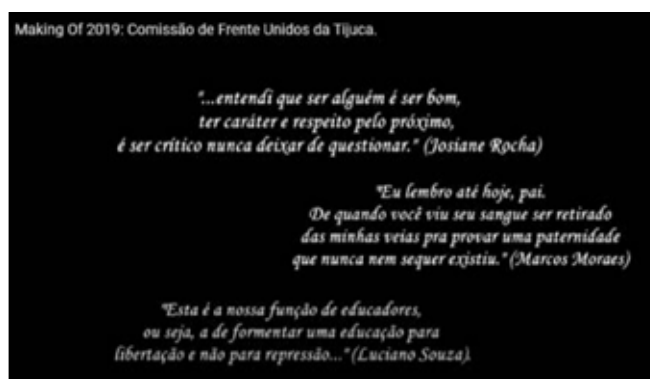 Making Of 2019: Comissão de Frente Unidos da Tijuca.
"...entendi que ser alguém é ser bom,
ter caráter e respeito pelo próximo,
é ser crítico nunca deixar de questionar." (Josiane Rocha)
"Eu lembro até hoje, pai.
De quando você viu seu sangue ser retirado
das minhas veias pra provar uma paternidade
que nunca nem sequer existiu." (Marcos Moraes)
"Esta é a nossa função de educadores,
ou seja, a de formentar uma educação para
libertação e não para repressão..." (Luciano Souza).